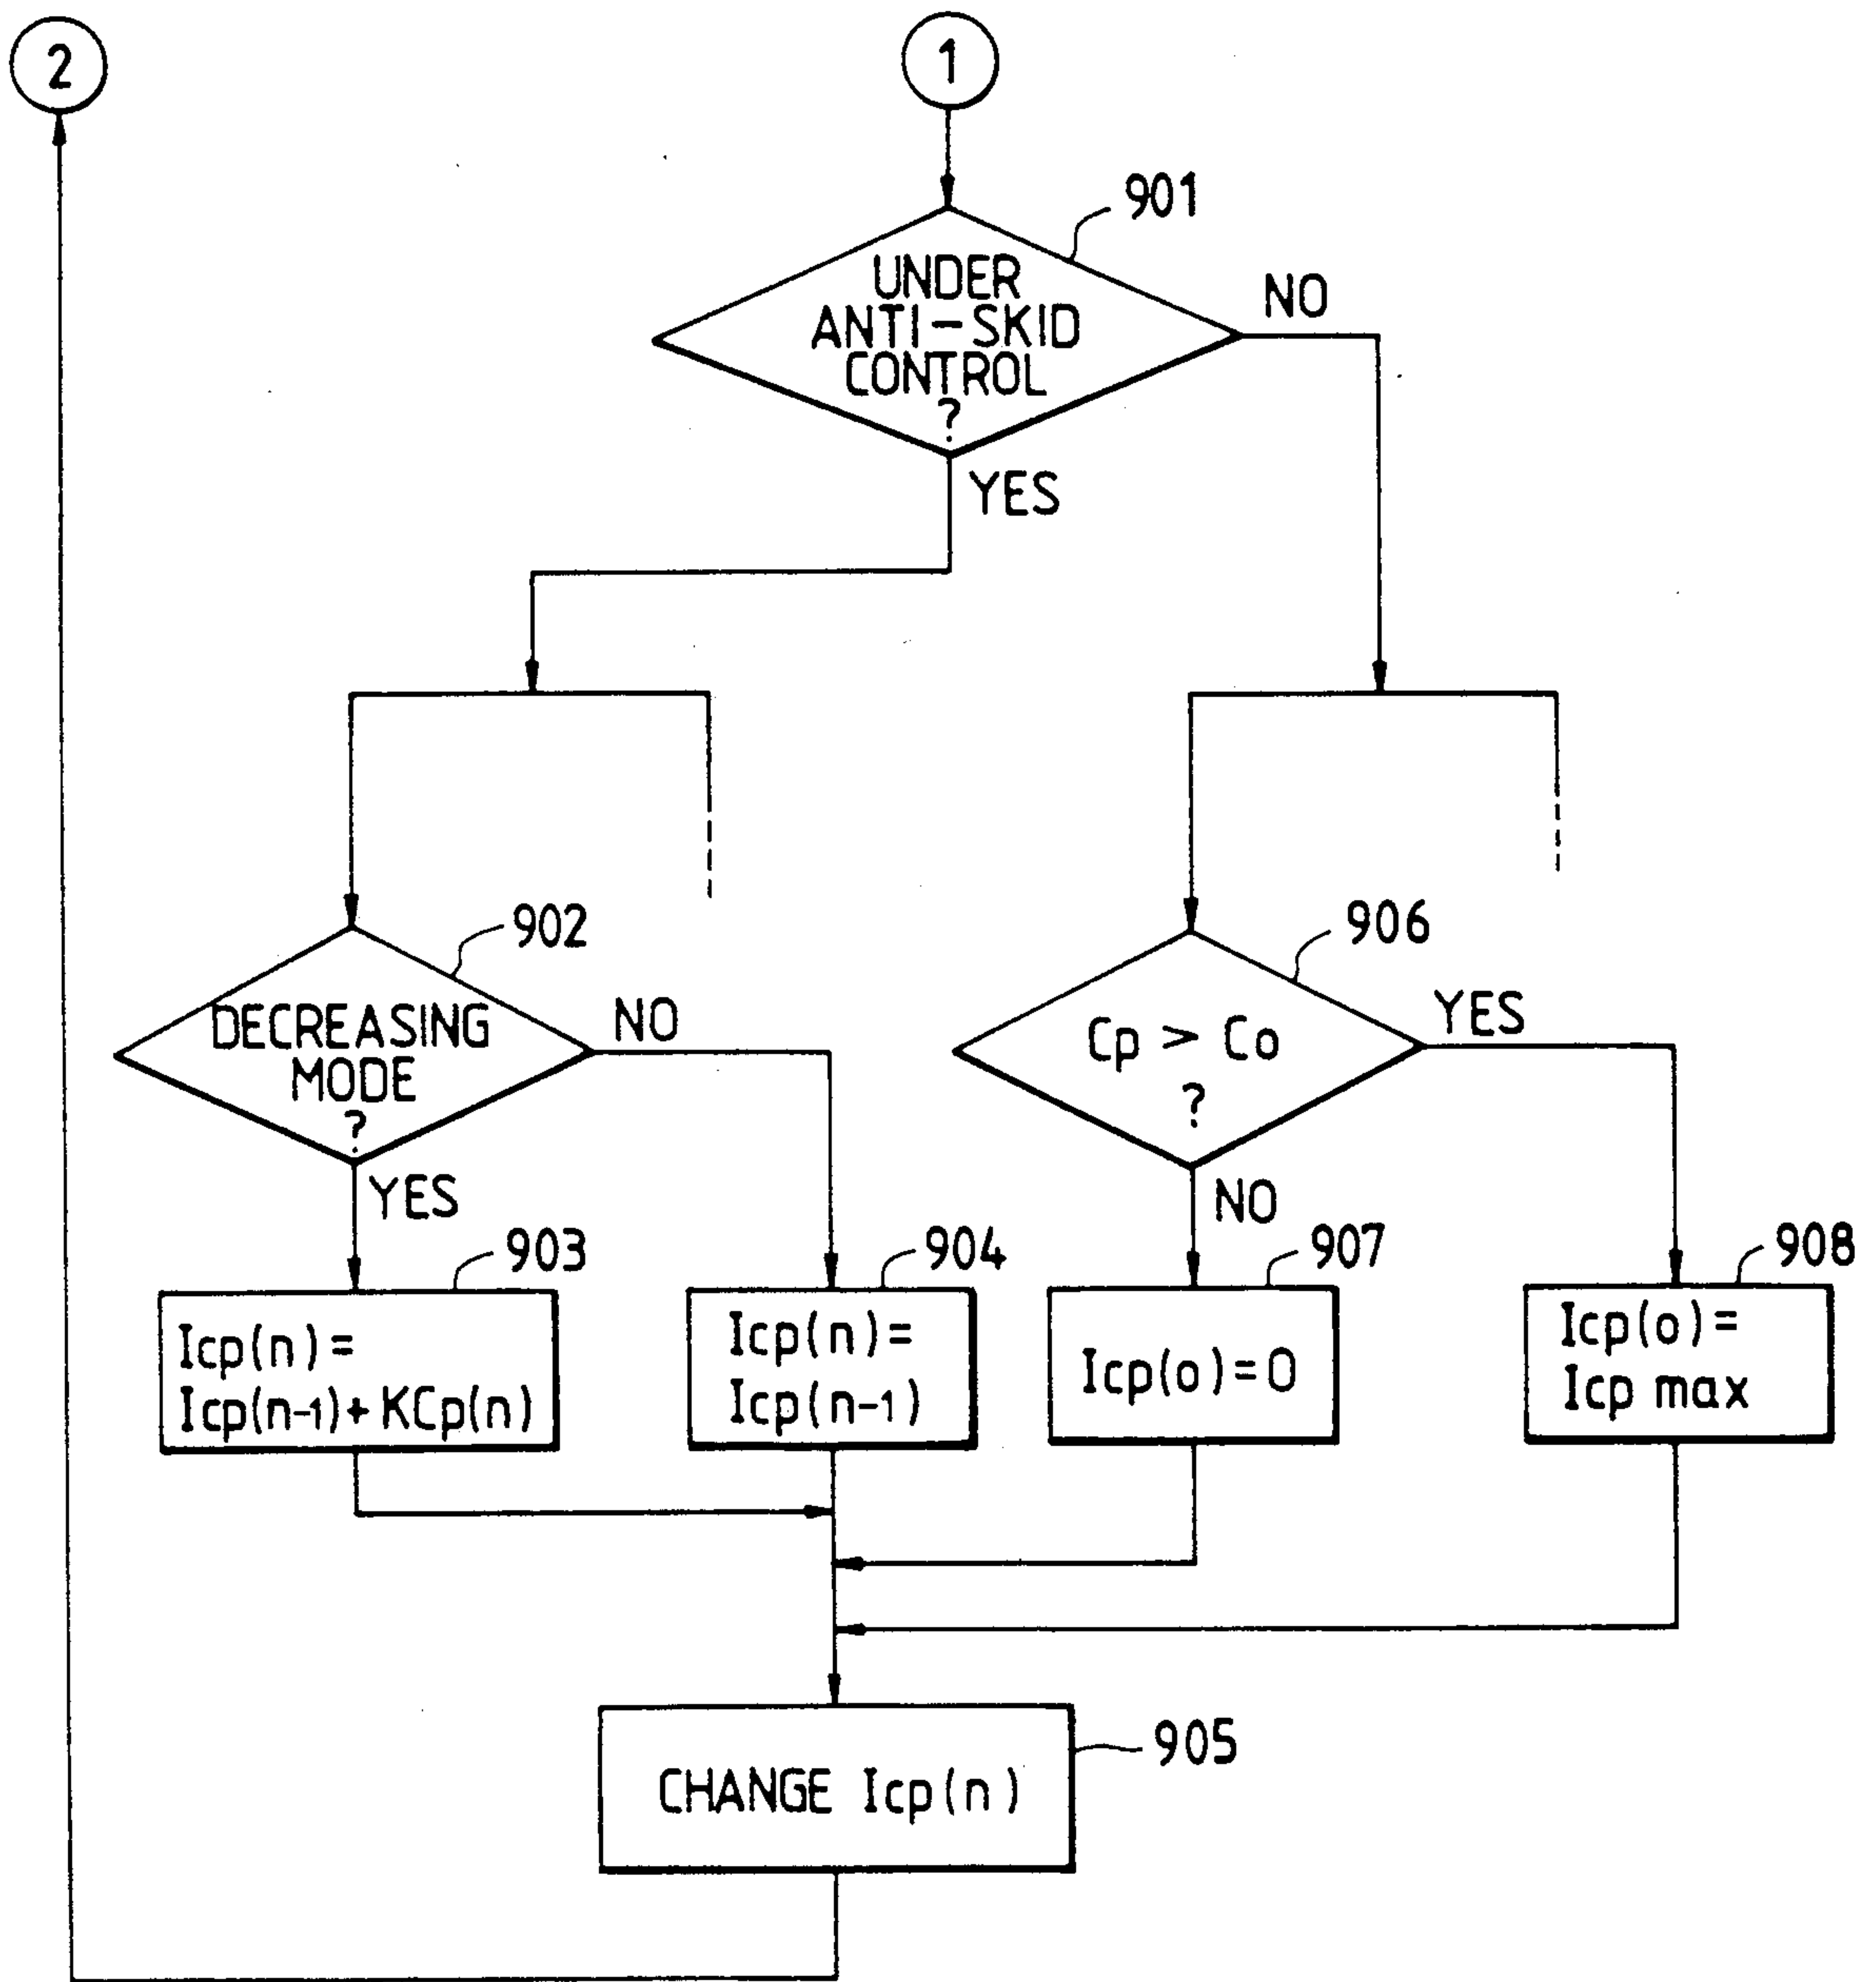 2
1
901
UNDER
ANTI-SKID
CONTROL
?
NO
YES
902
DECREASING
MODE
?
NO
YES
906
Cp > Co
?
YES
NO
903
Icp(n)=
Icp(n-1)+KCp(n)
904
Icp(n)=
Icp(n-1)
907
Icp(o)=0
908
Icp(o)=
Icp max
905
CHANGE Icp(n)